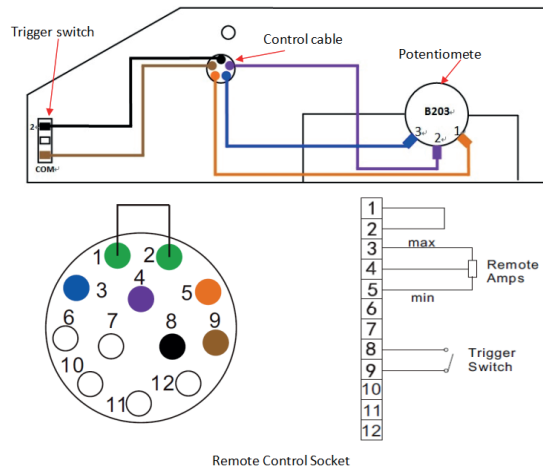 Trigger switch
Control cable
Potentiomete
B203↵
2↵
3↵
2↵
1↵
COM↵
1
2
3
4
5
6
7
8
9
10
11
12
1
2
3
max
4
Remote
Amps
5
min
6
7
8
Trigger
Switch
9
10
11
12
Remote Control Socket